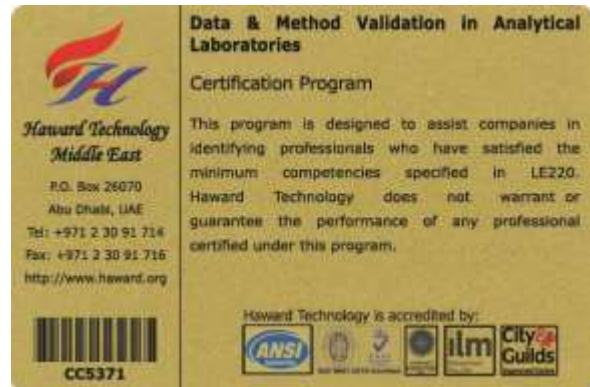 Haward Technology
Middle East
P.O. Box 26070
Abu Dhabi, UAE
Tel: +971 2 30 91 714
Fax: +971 2 30 91 716
http://www.haward.org
CC5371
Data & Method Validation in Analytical
Laboratories
Certification Program
This program is designed to assist companies in
identifying professionals who have satisfied the
minimum competencies specified in LE220.
Haward Technology does not warrant or
guarantee the performance of any professional
certified under this program.
Haward Technology is accredited by:
ANSI
ilm
City &
Guilds